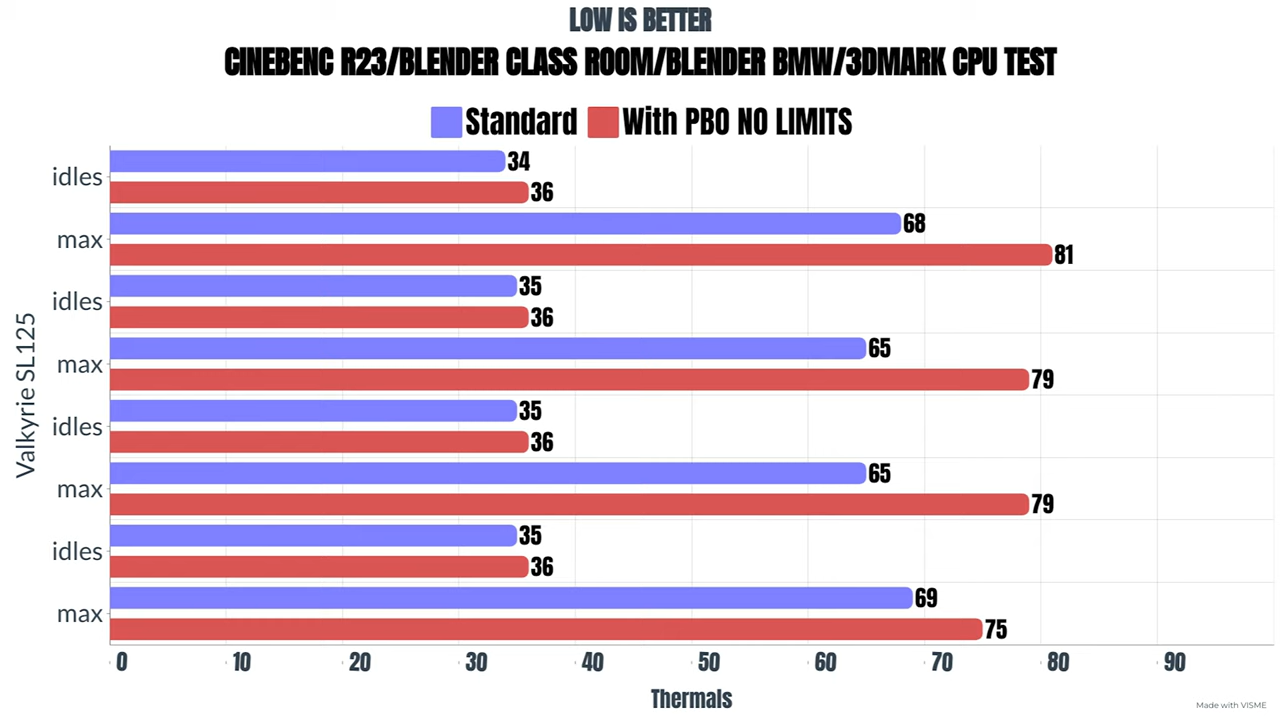 LOW IS BETTER
CINEBENC R23/BLENDER CLASS ROOM/BLENDER BMW/3DMARK CPU TEST
Standard With PBO NO LIMITS
Valkyrie SL125
idles 34
36
max 68
81
idles 35
36
max 65
79
idles 35
36
max 65
79
idles 35
36
max 69
75
0 10 20 30 40 50 60 70 80 90
Thermals
Made with VISME